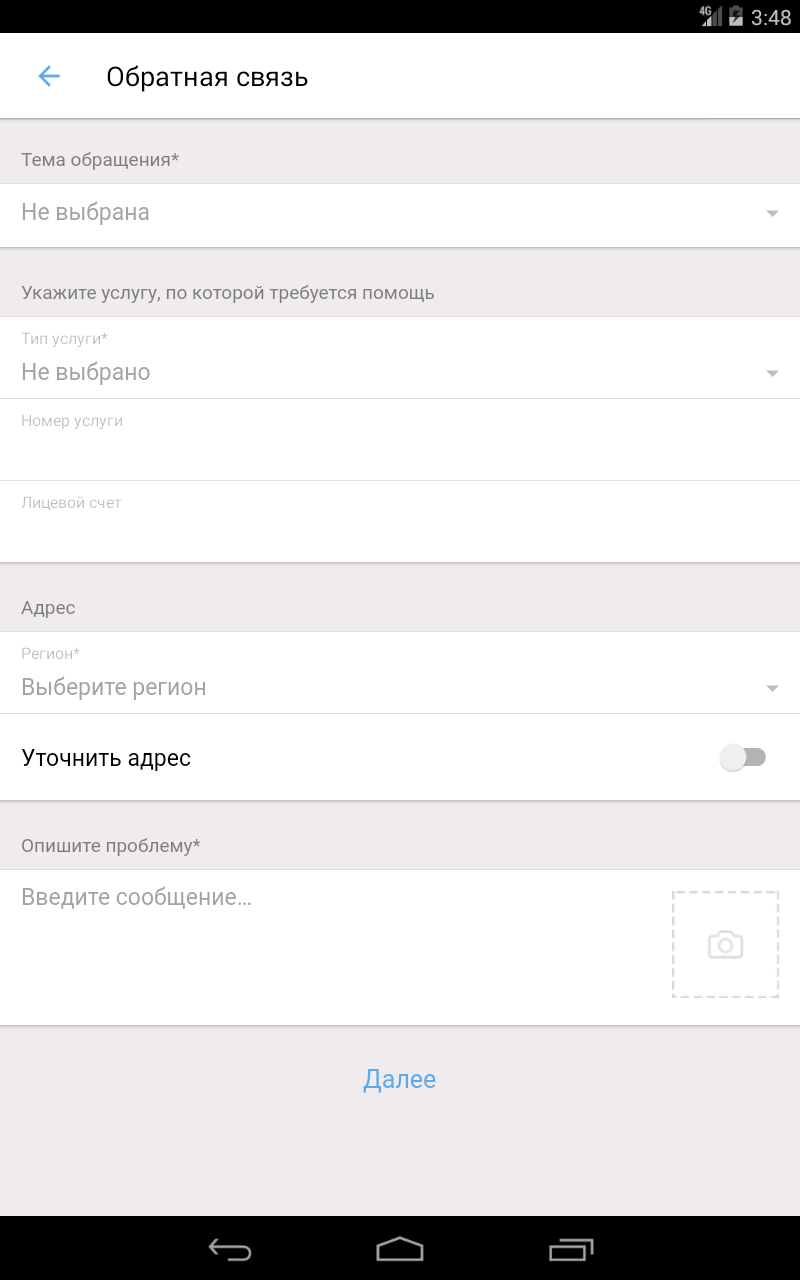 4G 3:48
Обратная связь
Тема обращения*
Не выбрана
Укажите услугу, по которой требуется помощь
Тип услуги*
Не выбрано
Номер услуги
Лицевой счет
Адрес
Регион*
Выберите регион
Уточнить адрес
Опишите проблему*
Введите сообщение...
Далее